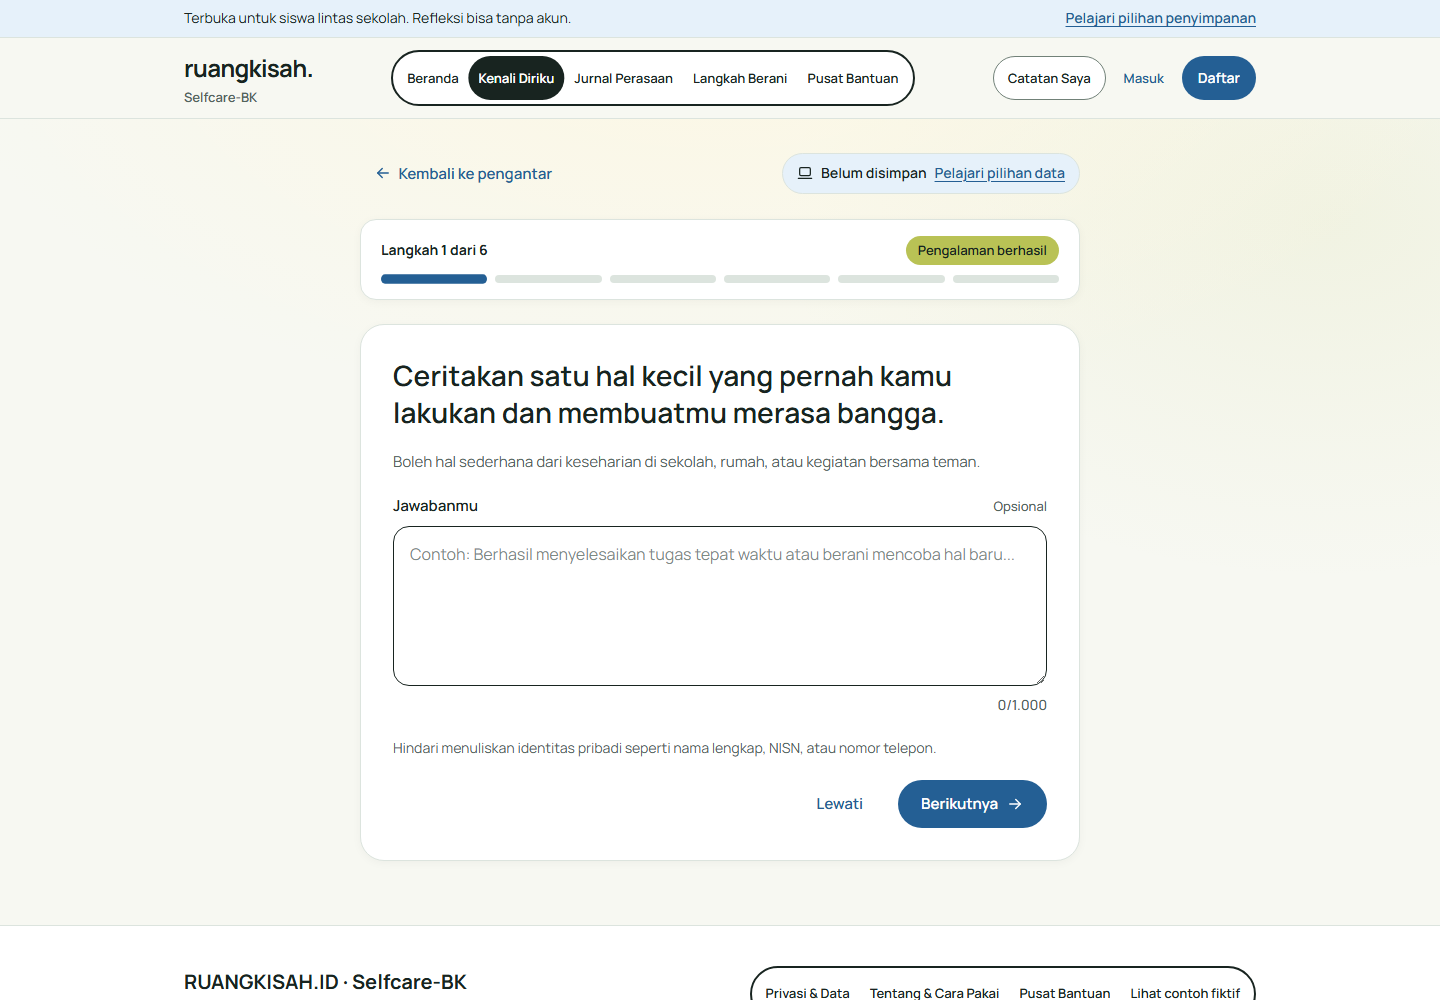 Terbuka untuk siswa lintas sekolah. Refleksi bisa tanpa akun.
Pelajari pilihan penyimpanan
ruangkisah.
Selfcare-BK
Beranda
Kenali Diriku
Jurnal Perasaan
Langkah Berani
Pusat Bantuan
Catatan Saya
Masuk
Daftar
Kembali ke pengantar
Belum disimpan Pelajari pilihan data
Langkah 1 dari 6
Pengalaman berhasil
Ceritakan satu hal kecil yang pernah kamu
lakukan dan membuatmu merasa bangga.
Boleh hal sederhana dari keseharian di sekolah, rumah, atau kegiatan bersama teman.
Jawabanmu
Opsional
Contoh: Berhasil menyelesaikan tugas tepat waktu atau berani mencoba hal baru...
0/1.000
Hindari menuliskan identitas pribadi seperti nama lengkap, NISN, atau nomor telepon.
Lewati
Berikutnya
RUANGKISAH.ID · Selfcare-BK
Privasi & Data
Tentang & Cara Pakai
Pusat Bantuan
Lihat contoh fiktif